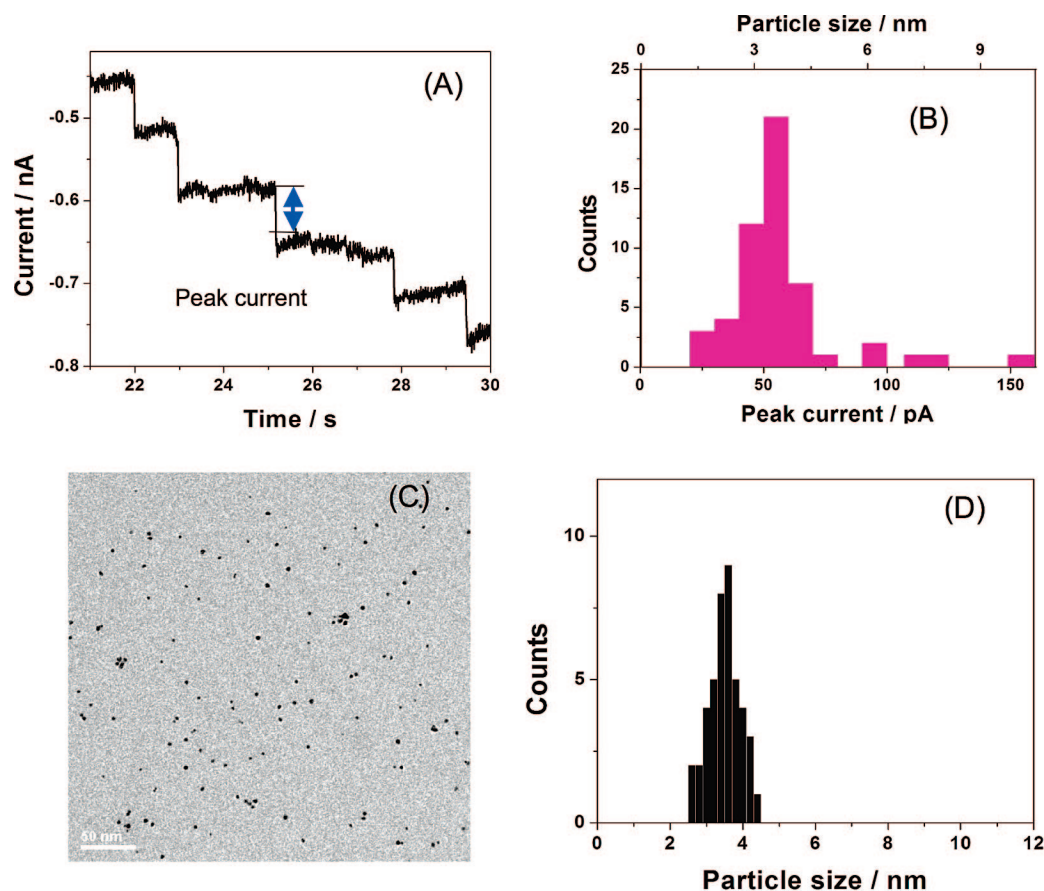 (A)
-0.5
-0.6
-0.7
-0.8
Current / nA
Peak current
22 24 26 28 30
Time / s
Particle size / nm
0 3 6 9
(B)
25
20
15
10
5
0
Counts
0 50 100 150
Peak current / pA
(C)
50 nm
(D)
10
5
0
Counts
0 2 4 6 8 10 12
Particle size / nm